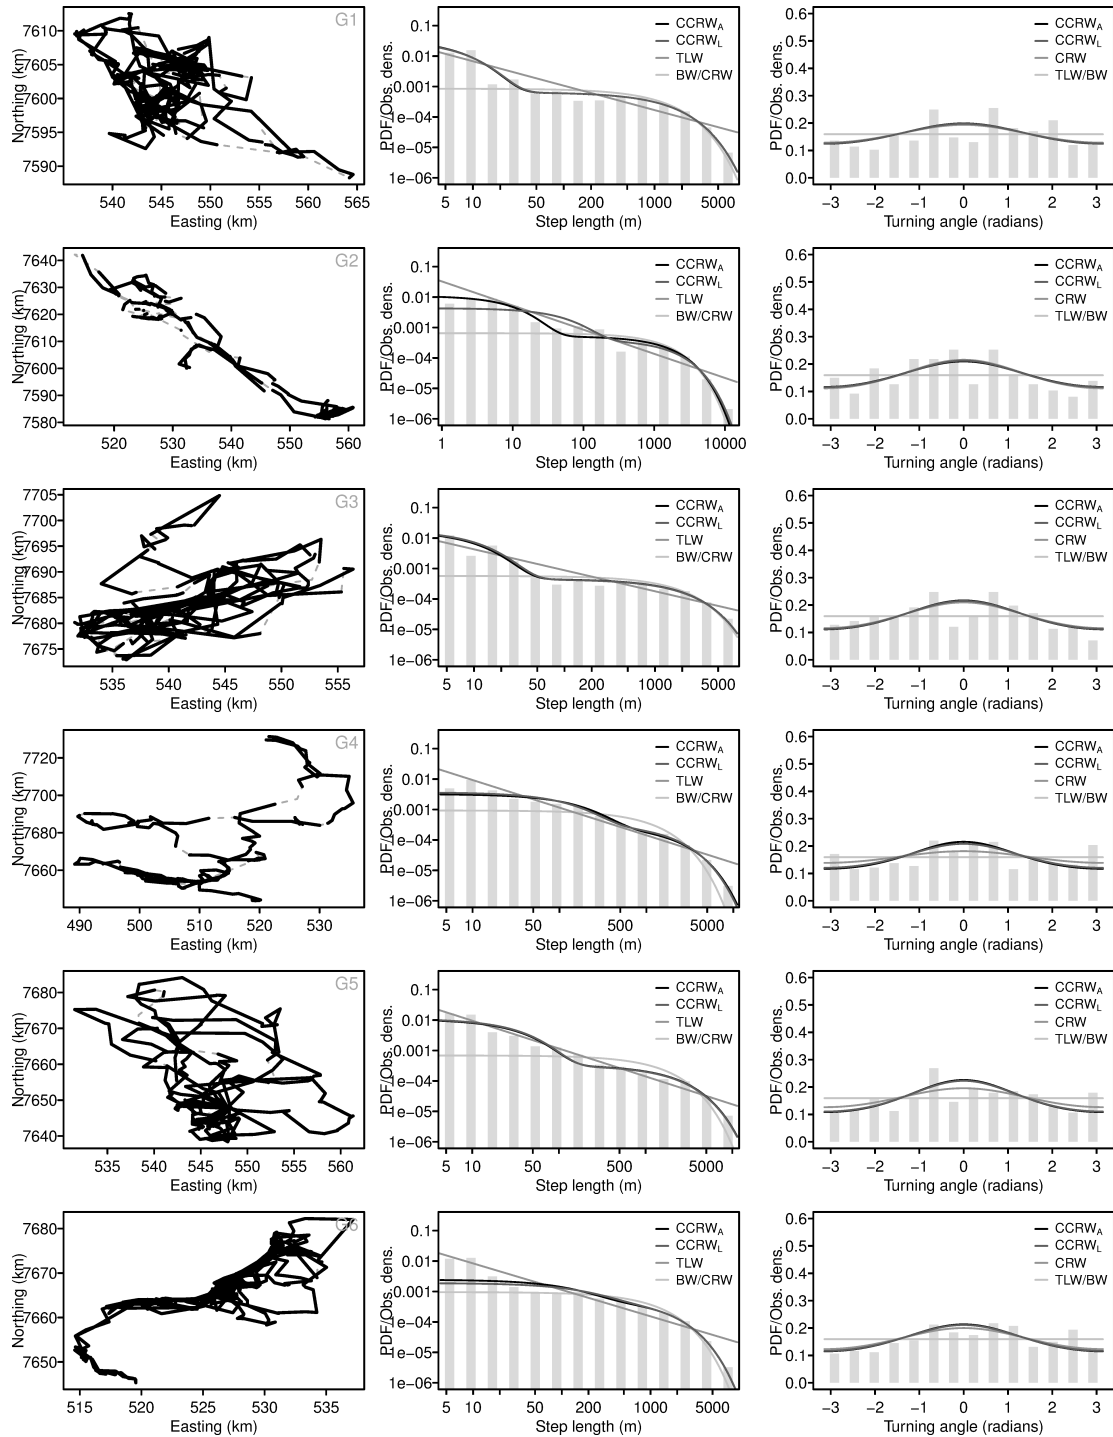 G1
Northing (km)
7610
7605
7600
7595
7590
540 545 550 555 560 565
Easting (km)
PDF/Obs. dens.
0.1
0.01
0.001
1e−04
1e−05
1e−06
5 10 50 200 1000 5000
Step length (m)
CCRWA
CCRWL
TLW
BW/CRW
PDF/Obs. dens.
0.6
0.5
0.4
0.3
0.2
0.1
0.0
−3 −2 −1 0 1 2 3
Turning angle (radians)
CCRWA
CCRWL
CRW
TLW/BW
G2
Northing (km)
7640
7630
7620
7610
7600
7590
7580
520 530 540 550 560
Easting (km)
PDF/Obs. dens.
0.1
0.01
0.001
1e−04
1e−05
1e−06
1 10 100 1000 10000
Step length (m)
CCRWA
CCRWL
TLW
BW/CRW
PDF/Obs. dens.
0.6
0.5
0.4
0.3
0.2
0.1
0.0
−3 −2 −1 0 1 2 3
Turning angle (radians)
CCRWA
CCRWL
CRW
TLW/BW
G3
Northing (km)
7705
7700
7695
7690
7685
7680
7675
535 540 545 550 555
Easting (km)
PDF/Obs. dens.
0.1
0.01
0.001
1e−04
1e−05
1e−06
5 10 50 200 1000 5000
Step length (m)
CCRWA
CCRWL
TLW
BW/CRW
PDF/Obs. dens.
0.6
0.5
0.4
0.3
0.2
0.1
0.0
−3 −2 −1 0 1 2 3
Turning angle (radians)
CCRWA
CCRWL
CRW
TLW/BW
G4
Northing (km)
7720
7700
7680
7660
490 500 510 520 530
Easting (km)
PDF/Obs. dens.
0.1
0.01
0.001
1e−04
1e−05
1e−06
5 10 50 500 5000
Step length (m)
CCRWA
CCRWL
TLW
BW/CRW
PDF/Obs. dens.
0.6
0.5
0.4
0.3
0.2
0.1
0.0
−3 −2 −1 0 1 2 3
Turning angle (radians)
CCRWA
CCRWL
CRW
TLW/BW
G5
Northing (km)
7680
7670
7660
7650
7640
535 540 545 550 555 560
Easting (km)
PDF/Obs. dens.
0.1
0.01
0.001
1e−04
1e−05
1e−06
5 10 50 500 5000
Step length (m)
CCRWA
CCRWL
TLW
BW/CRW
PDF/Obs. dens.
0.6
0.5
0.4
0.3
0.2
0.1
0.0
−3 −2 −1 0 1 2 3
Turning angle (radians)
CCRWA
CCRWL
CRW
TLW/BW
G6
Northing (km)
7680
7670
7660
7650
515 520 525 530 535
Easting (km)
PDF/Obs. dens.
0.1
0.01
0.001
1e−04
1e−05
1e−06
5 10 50 200 1000 5000
Step length (m)
CCRWA
CCRWL
TLW
BW/CRW
PDF/Obs. dens.
0.6
0.5
0.4
0.3
0.2
0.1
0.0
−3 −2 −1 0 1 2 3
Turning angle (radians)
CCRWA
CCRWL
CRW
TLW/BW